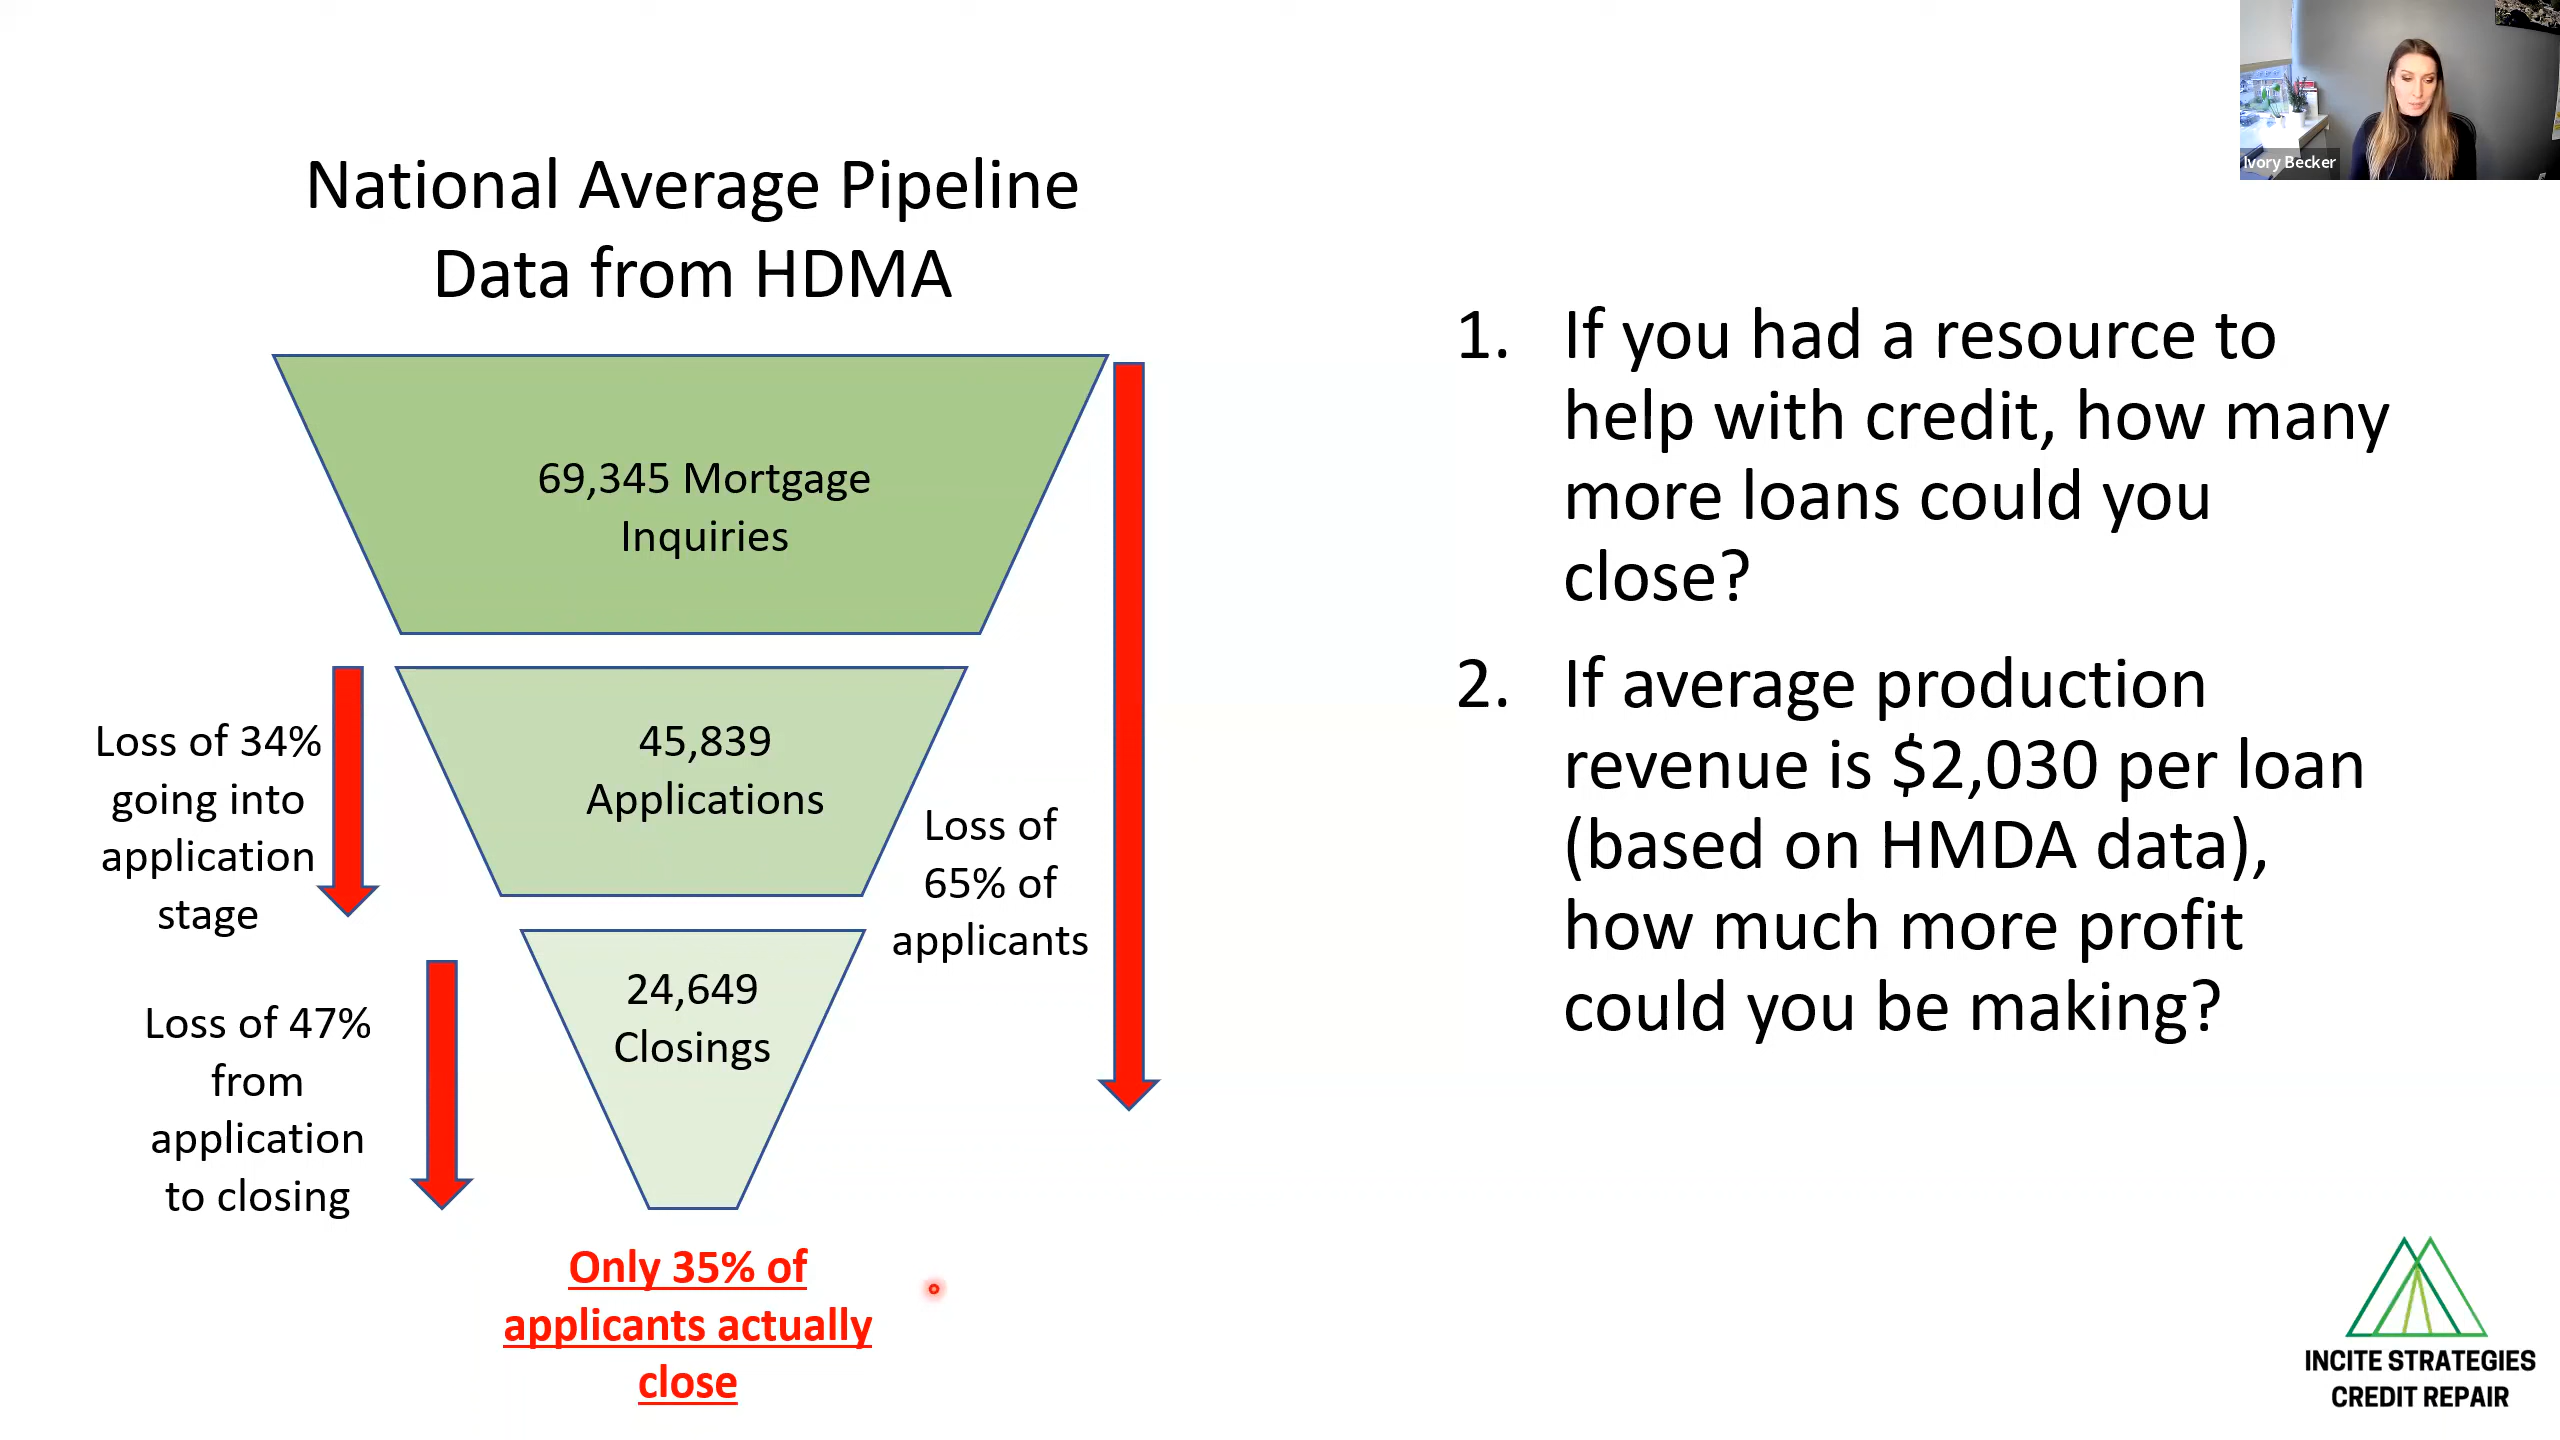 Ivory Becker
National Average Pipeline
Data from HDMA
69,345 Mortgage
Inquiries
Loss of 34%
going into
application
stage
45,839
Applications
Loss of
65% of
applicants
Loss of 47%
from
application
to closing
24,649
Closings
Only 35% of
applicants actually
close
1. If you had a resource to
help with credit, how many
more loans could you
close?
2. If average production
revenue is $2,030 per loan
(based on HMDA data),
how much more profit
could you be making?
INCITE STRATEGIES
CREDIT REPAIR